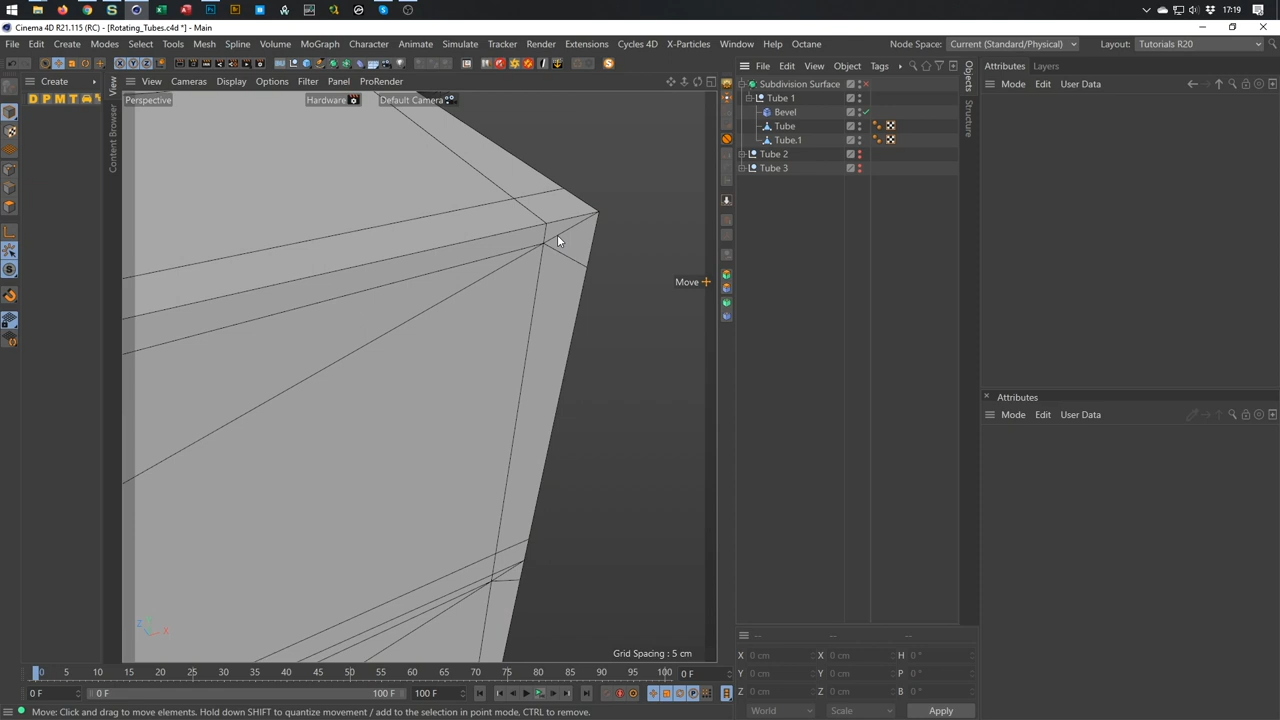 17:19
Cinema 4D R21.115 (RC) - [Rotating_Tubes.c4d *] - Main
File Edit Create Modes Select Tools Mesh Spline Volume MoGraph Character Animate Simulate Tracker Render Extensions Cycles 4D X-Particles Window Help Octane Node Space: Current (Standard/Physical) Layout: Tutorials R20
Create View Cameras Display Options Filter Panel ProRender File Edit View Object Tags Attributes Layers
Mode Edit User Data
D P M T
Perspective Hardware Default Camera
View
Content Browser
Objects
Structure
Subdivision Surface
Tube 1
Bevel
Tube
Tube.1
Tube 2
Tube 3
Move
Attributes
Mode Edit User Data
Z X
Grid Spacing : 5 cm
-- -- --
X 0 cm X 0 cm H 0 °
Y 0 cm Y 0 cm P 0 °
Z 0 cm Z 0 cm B 0 °
World Scale Apply
0 5 10 15 20 25 30 35 40 45 50 55 60 65 70 75 80 85 90 95 100 0 F
0 F 0 F 100 F 100 F
Move: Click and drag to move elements. Hold down SHIFT to quantize movement / add to the selection in point mode, CTRL to remove.